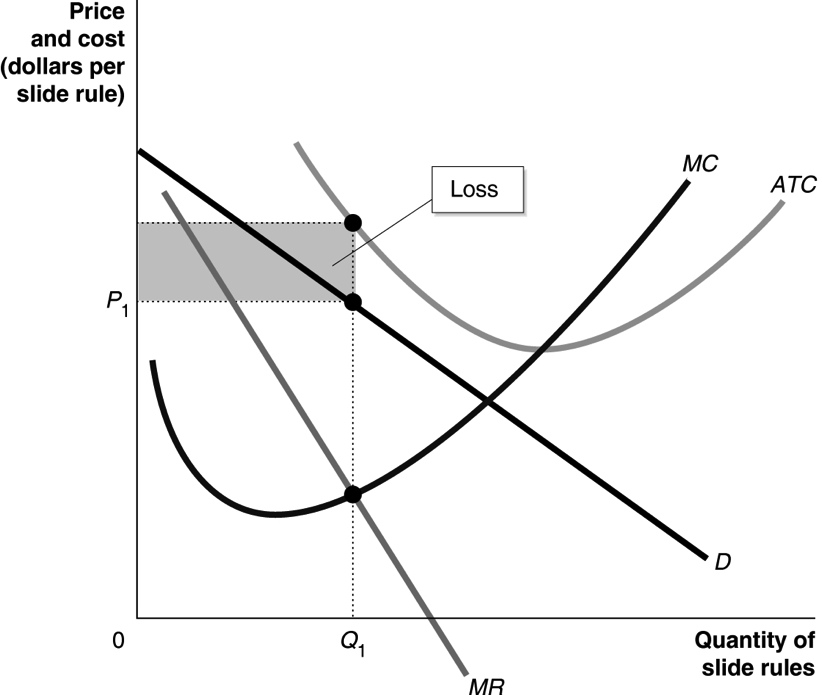 Price
and cost
(dollars per
slide rule)
MC
ATC
Loss
P1
D
0
Q1
Quantity of
slide rules
MR